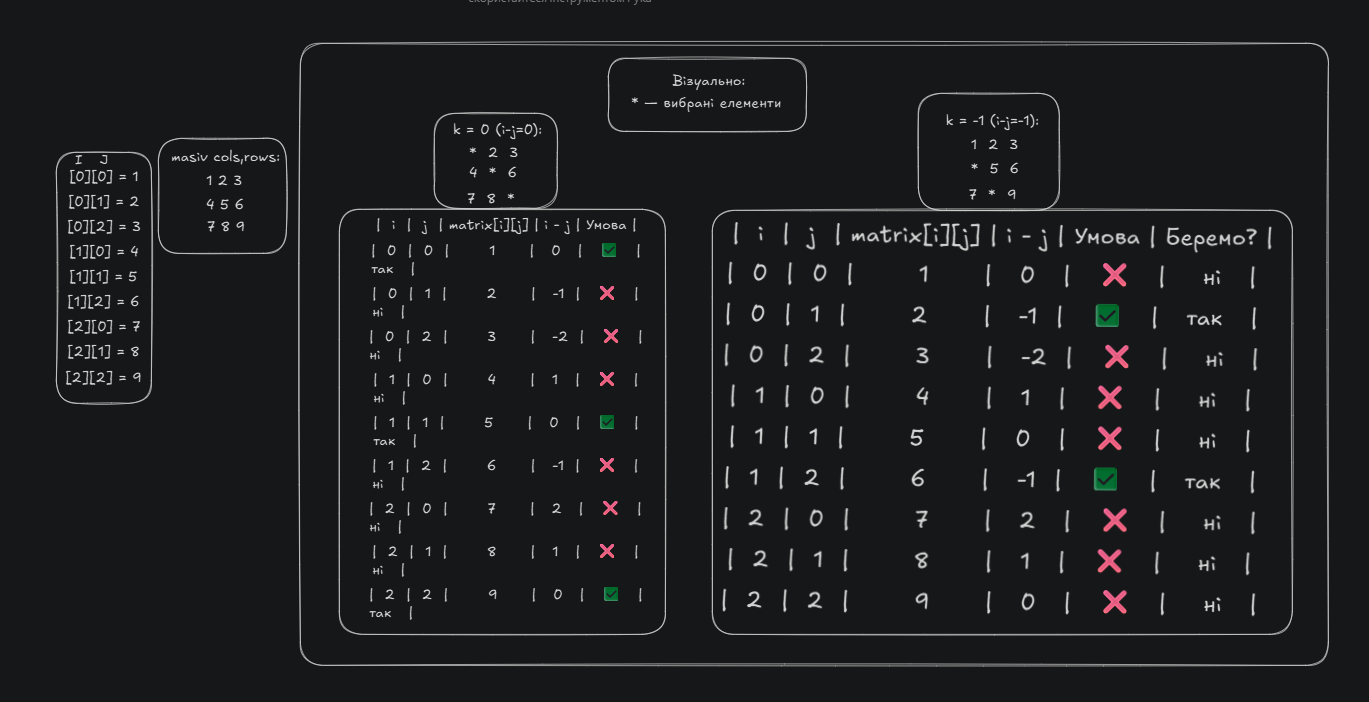 скористайтеся інструментом рука
Візуально:
* — вибрані елементи
I J
[0][0] = 1
[0][1] = 2
[0][2] = 3
[1][0] = 4
[1][1] = 5
[1][2] = 6
[2][0] = 7
[2][1] = 8
[2][2] = 9
masiv cols,rows:
1 2 3
4 5 6
7 8 9
k = 0 (i-j=0):
* 2 3
4 * 6
7 8 *
| i | j | matrix[i][j] | i - j | Умова |
| 0 | 0 | 1 | 0 | ✅ |
так |
| 0 | 1 | 2 | -1 | ❌ |
ні |
| 0 | 2 | 3 | -2 | ❌ |
ні |
| 1 | 0 | 4 | 1 | ❌ |
ні |
| 1 | 1 | 5 | 0 | ✅ |
так |
| 1 | 2 | 6 | -1 | ❌ |
ні |
| 2 | 0 | 7 | 2 | ❌ |
ні |
| 2 | 1 | 8 | 1 | ❌ |
ні |
| 2 | 2 | 9 | 0 | ✅ |
так |
k = -1 (i-j=-1):
1 2 3
* 5 6
7 * 9
| i | j | matrix[i][j] | i - j | Умова | Беремо? |
| 0 | 0 | 1 | 0 | ❌ | ні
| 0 | 1 | 2 | -1 | ✅ | так |
| 0 | 2 | 3 | -2 | ❌ | ні |
| 1 | 0 | 4 | 1 | ❌ | ні |
| 1 | 1 | 5 | 0 | ❌ | ні |
| 1 | 2 | 6 | -1 | ✅ | так |
| 2 | 0 | 7 | 2 | ❌ | ні |
| 2 | 1 | 8 | 1 | ❌ | ні |
| 2 | 2 | 9 | 0 | ❌ | ні |